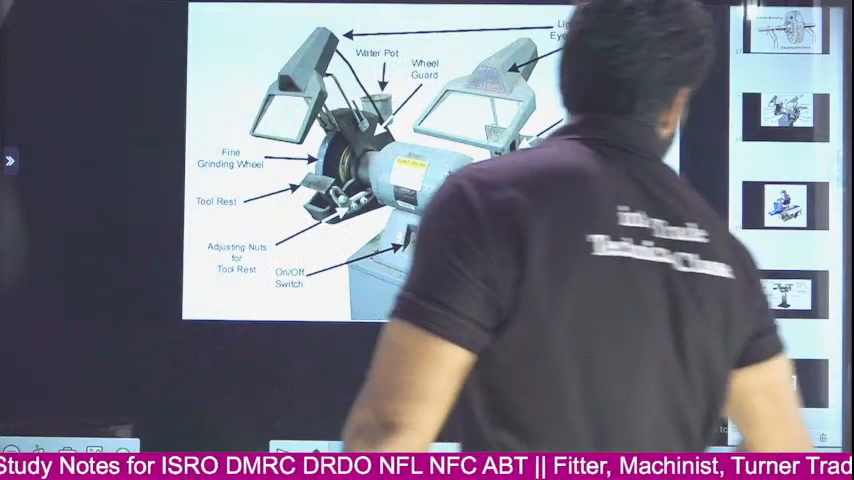 Water Pot
Wheel
Guard
Fine
Grinding Wheel
Tool Rest
Adjusting Nuts
for
Tool Rest
On/Off
Switch
Study Notes for ISRO DMRC DRDO NFL NFC ABT || Fitter, Machinist, Turner Trad